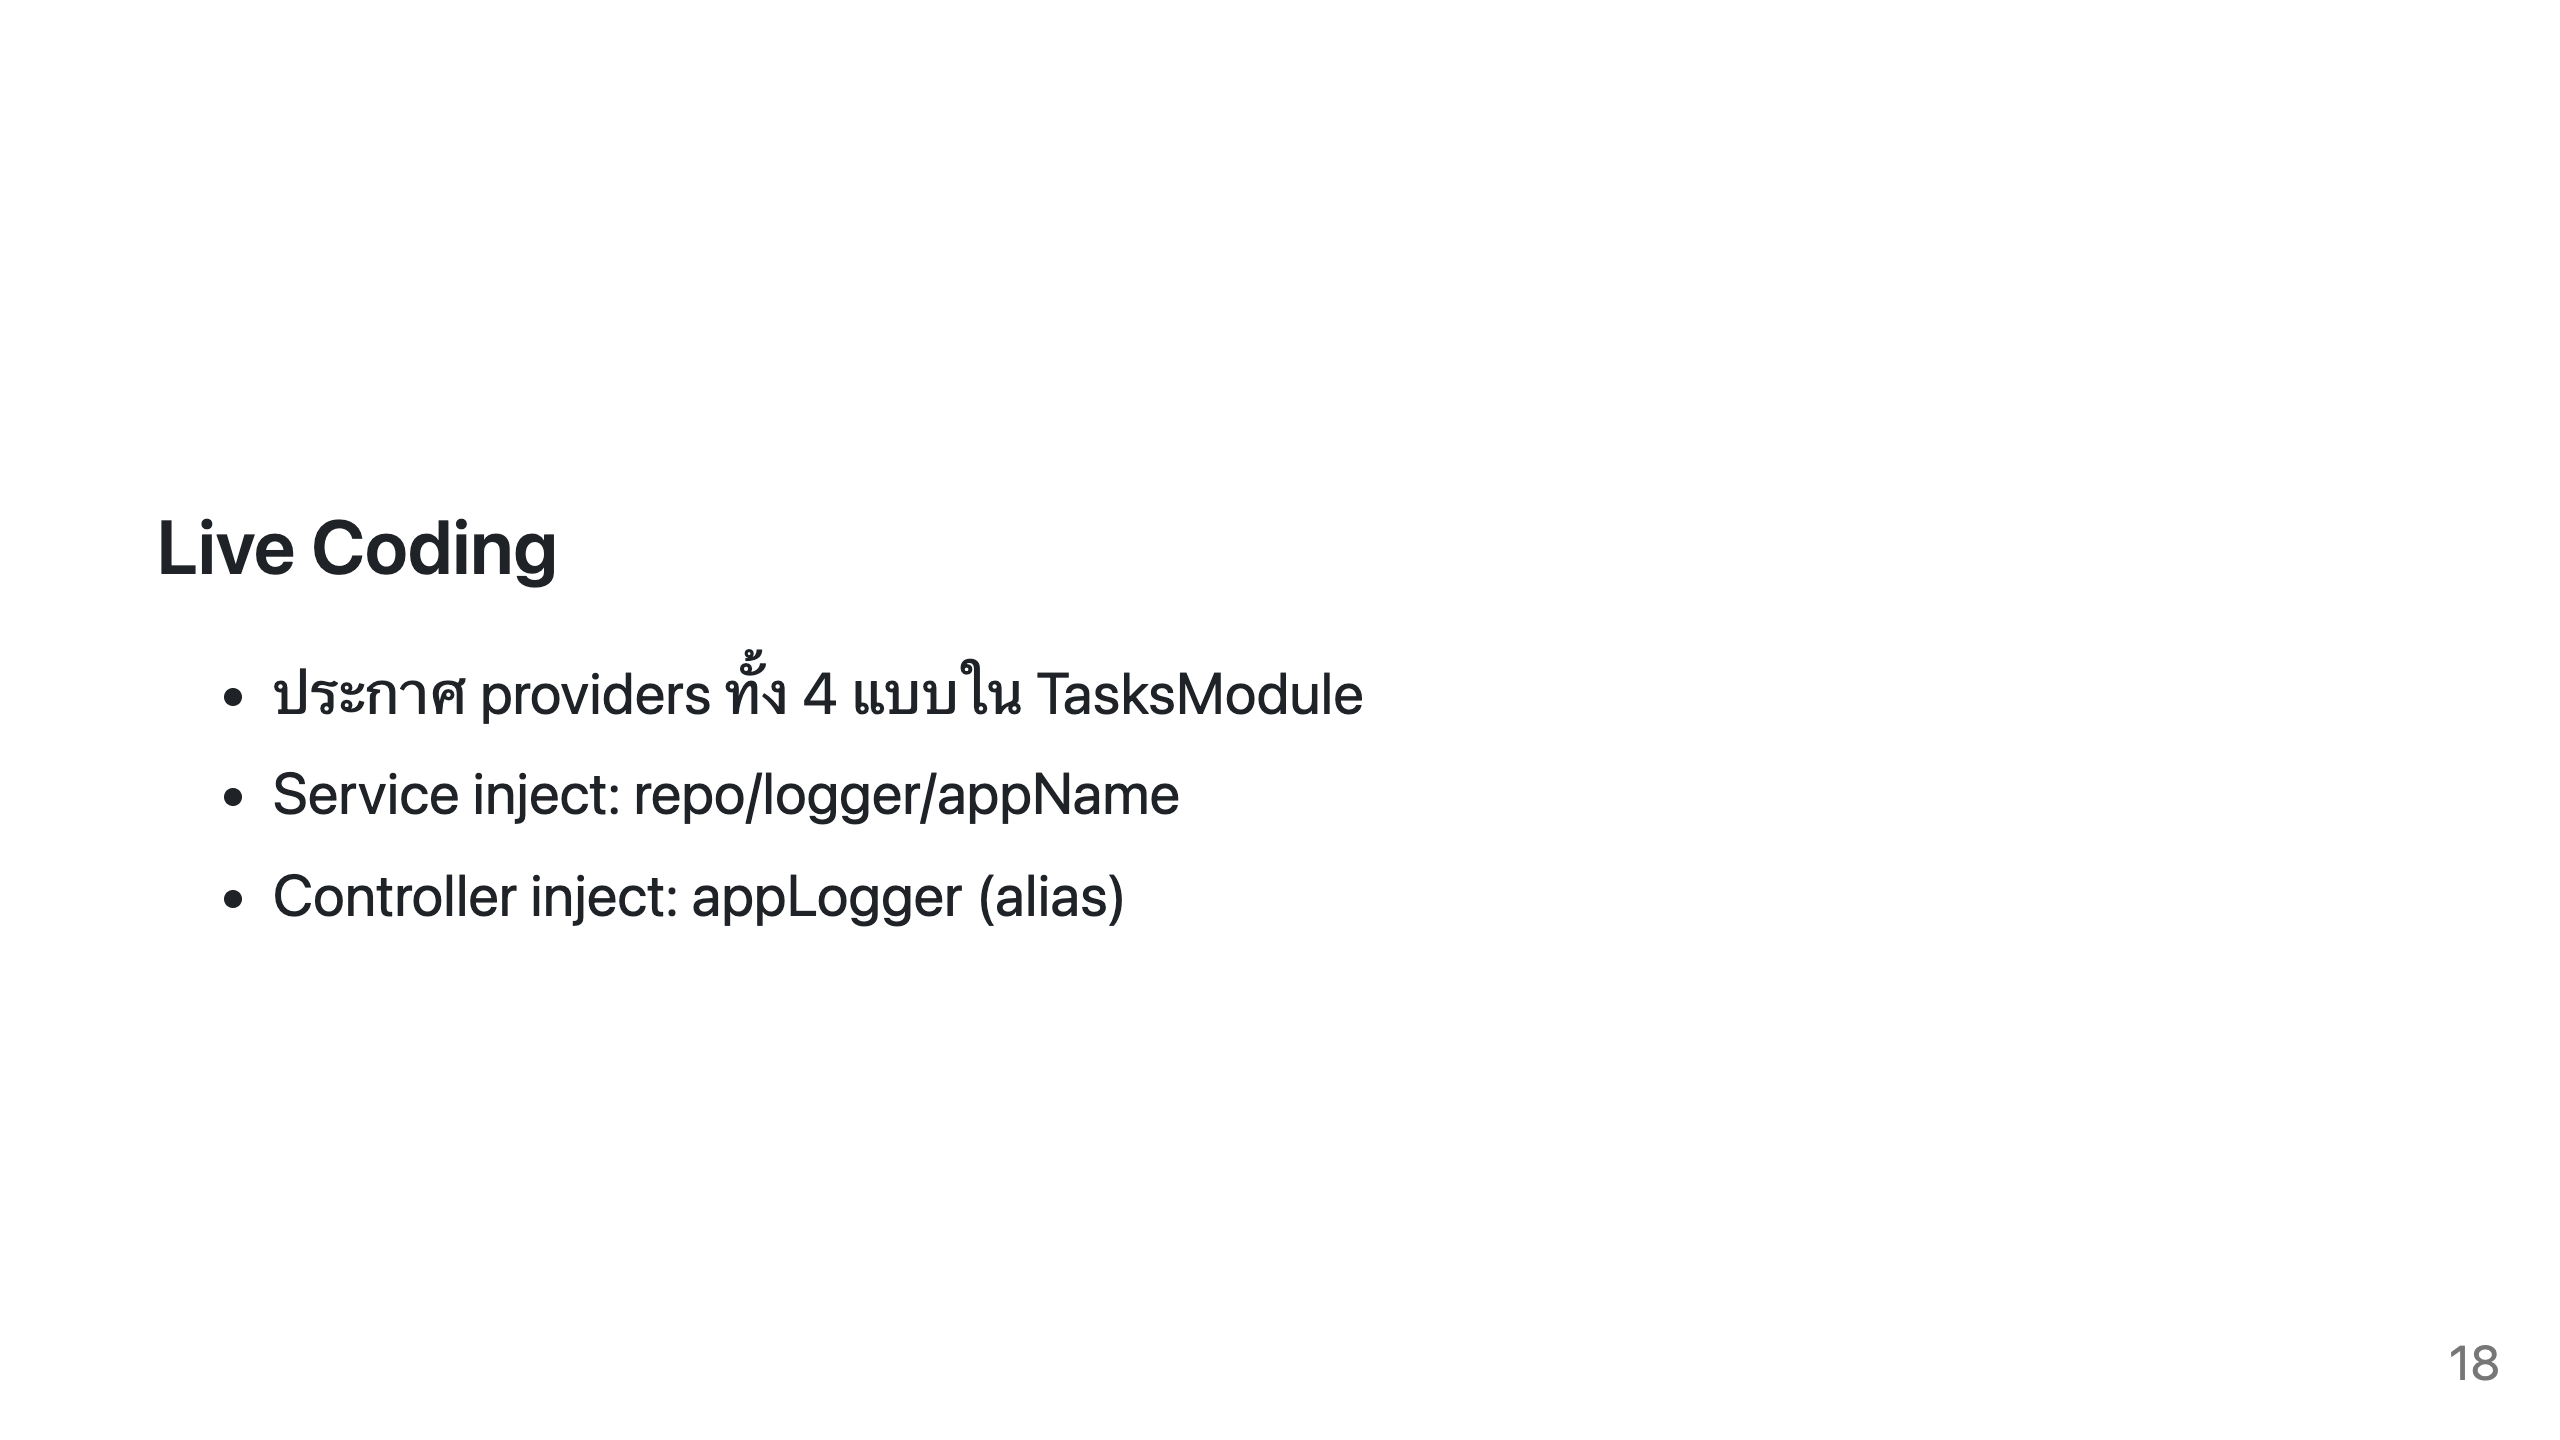 Live Coding
• ประกาศ providers ทั้ง 4 แบบใน TasksModule
• Service inject: repo/logger/appName
• Controller inject: appLogger (alias)
18